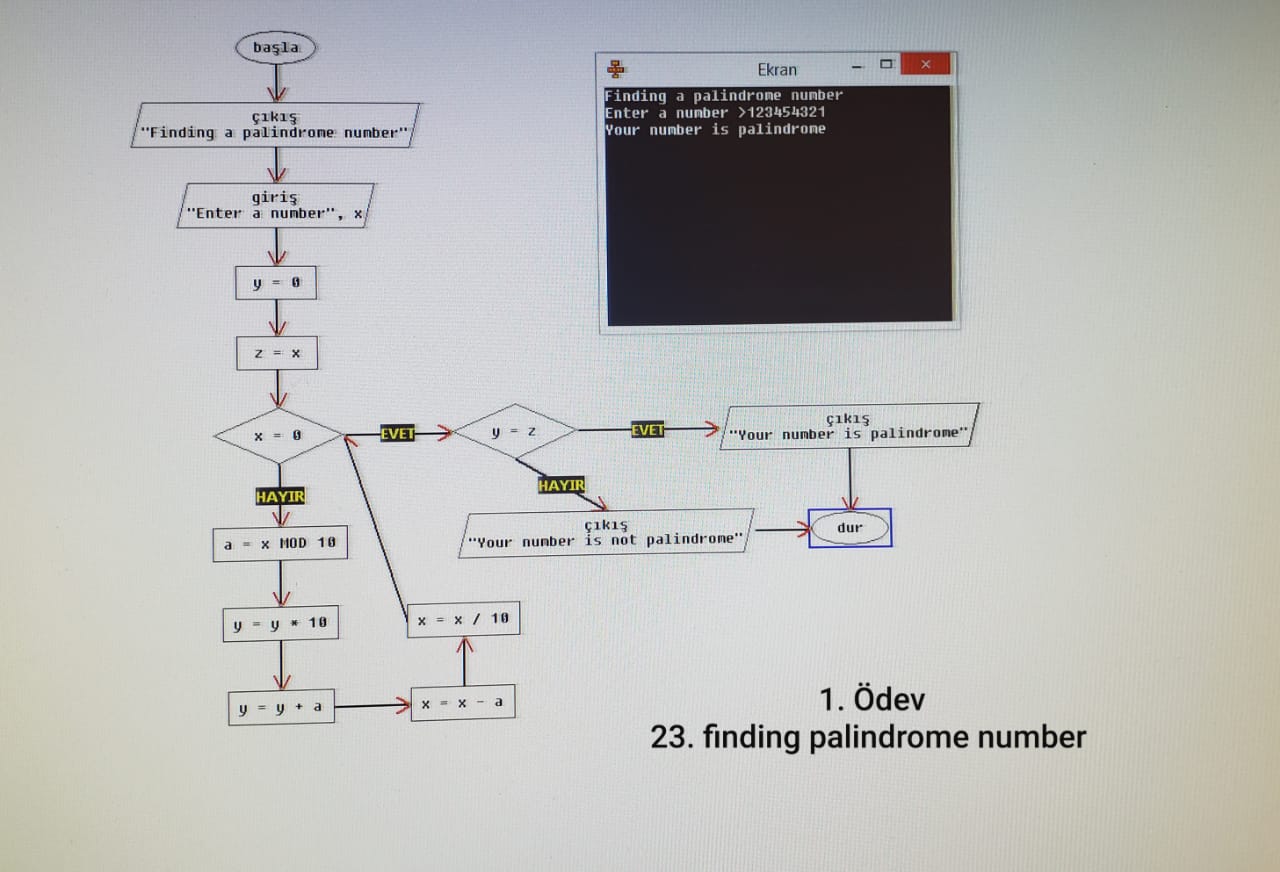 başla
çıkış
"Finding a palindrome number"
giriş
"Enter a number", x
y = 0
z = x
x = 0
EVET
y = z
EVET
çıkış
"Your number is palindrome"
HAYIR
çıkış
"Your number is not palindrome"
dur
HAYIR
a = x MOD 10
y = y * 10
y = y + a
x = x - a
x = x / 10
Ekran
Finding a palindrome number
Enter a number >123454321
Your number is palindrome
1. Ödev
23. finding palindrome number